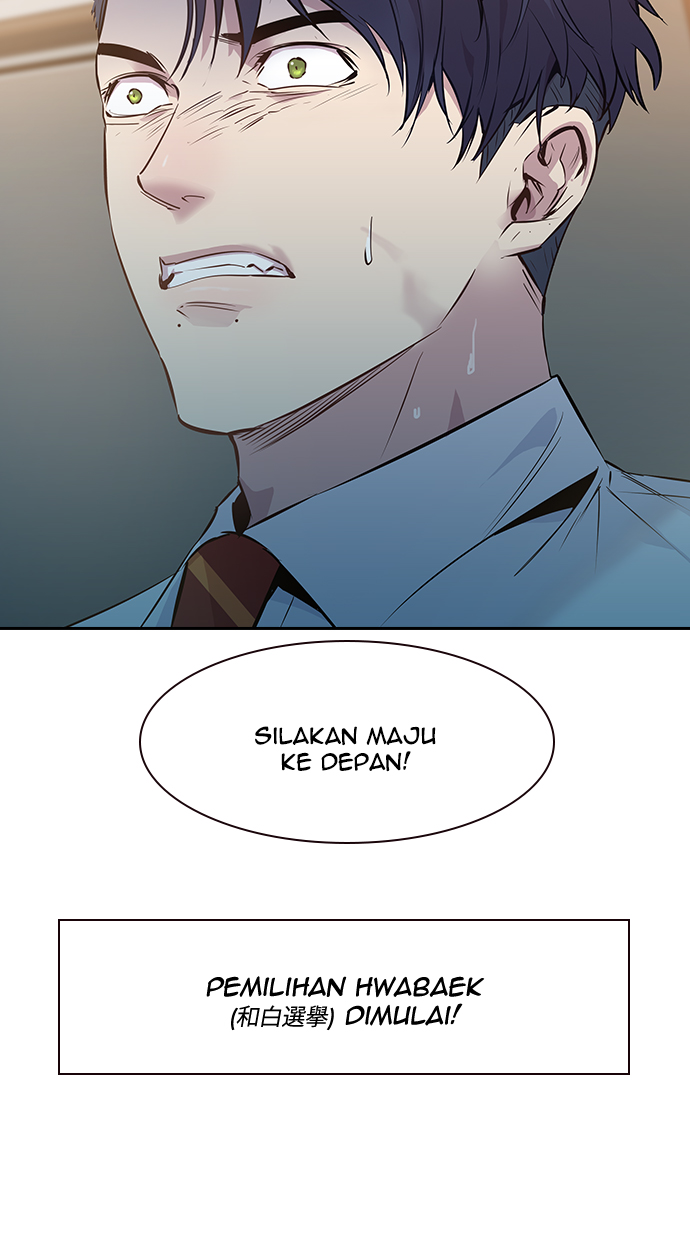 SILAKAN MAJU
KE DEPAN!
PEMILIHAN HWABAEK
(和白選擧) DIMULAI!